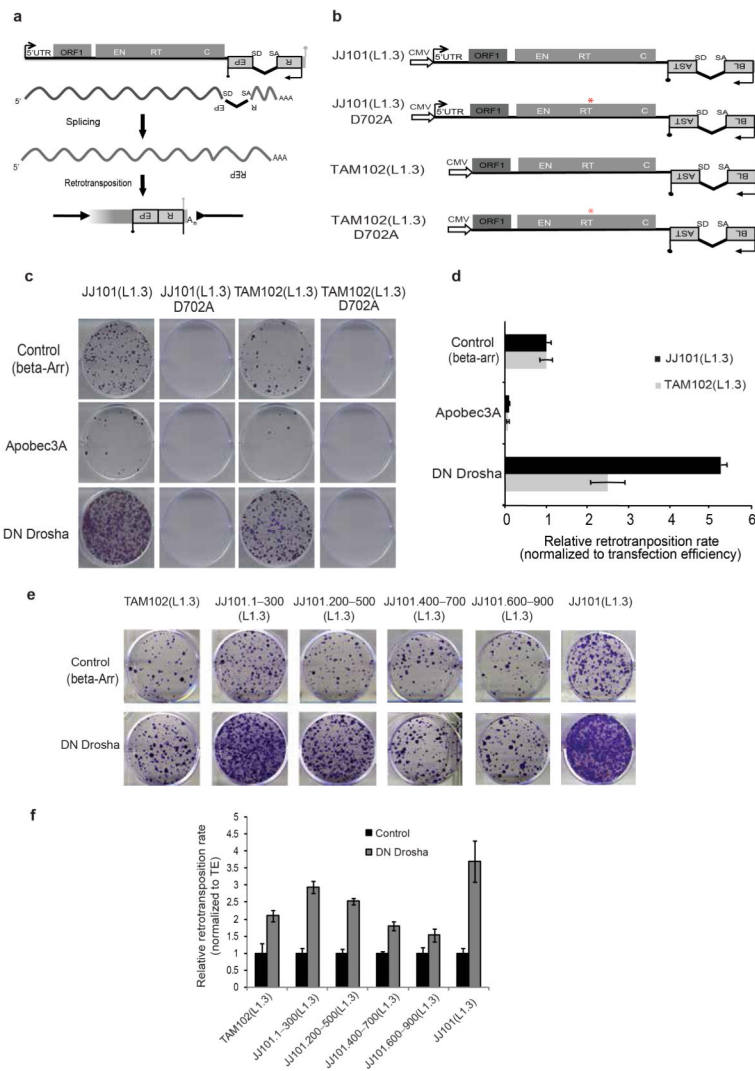 a
5'UTR ORF1 EN RT C
SD SA
EP R
5'
SD SA
EP R AAA
Splicing
5'
REP AAA
Retrotransposition
EP R An
b
JJ101(L1.3) CMV 5'UTR ORF1 EN RT C SD SA AST BL
JJ101(L1.3)
D702A
CMV 5'UTR ORF1 EN RT * C SD SA AST BL
TAM102(L1.3) CMV ORF1 EN RT C SD SA AST BL
TAM102(L1.3)
D702A
CMV ORF1 EN RT * C SD SA AST BL
c
JJ101(L1.3) JJ101(L1.3) TAM102(L1.3) TAM102(L1.3)
D702A D702A
Control
(beta-Arr)
Apobec3A
DN Drosha
d
Control
(beta-arr)
Apobec3A
DN Drosha
JJ101(L1.3)
TAM102(L1.3)
0 1 2 3 4 5 6
Relative retrotranposition rate
(normalized to transfection efficiency)
e
TAM102(L1.3) JJ101.1–300 JJ101.200–500 JJ101.400–700 JJ101.600–900 JJ101(L1.3)
(L1.3) (L1.3) (L1.3) (L1.3)
Control
(beta-Arr)
DN Drosha
f
Relative retrotransposition rate
(normalized to TE)
5
4.5
4
3.5
3
2.5
2
1.5
1
0.5
0
Control
DN Drosha
TAM102(L1.3)
JJ101.1–300(L1.3)
JJ101.200–500(L1.3)
JJ101.400–700(L1.3)
JJ101.600–900(L1.3)
JJ101(L1.3)